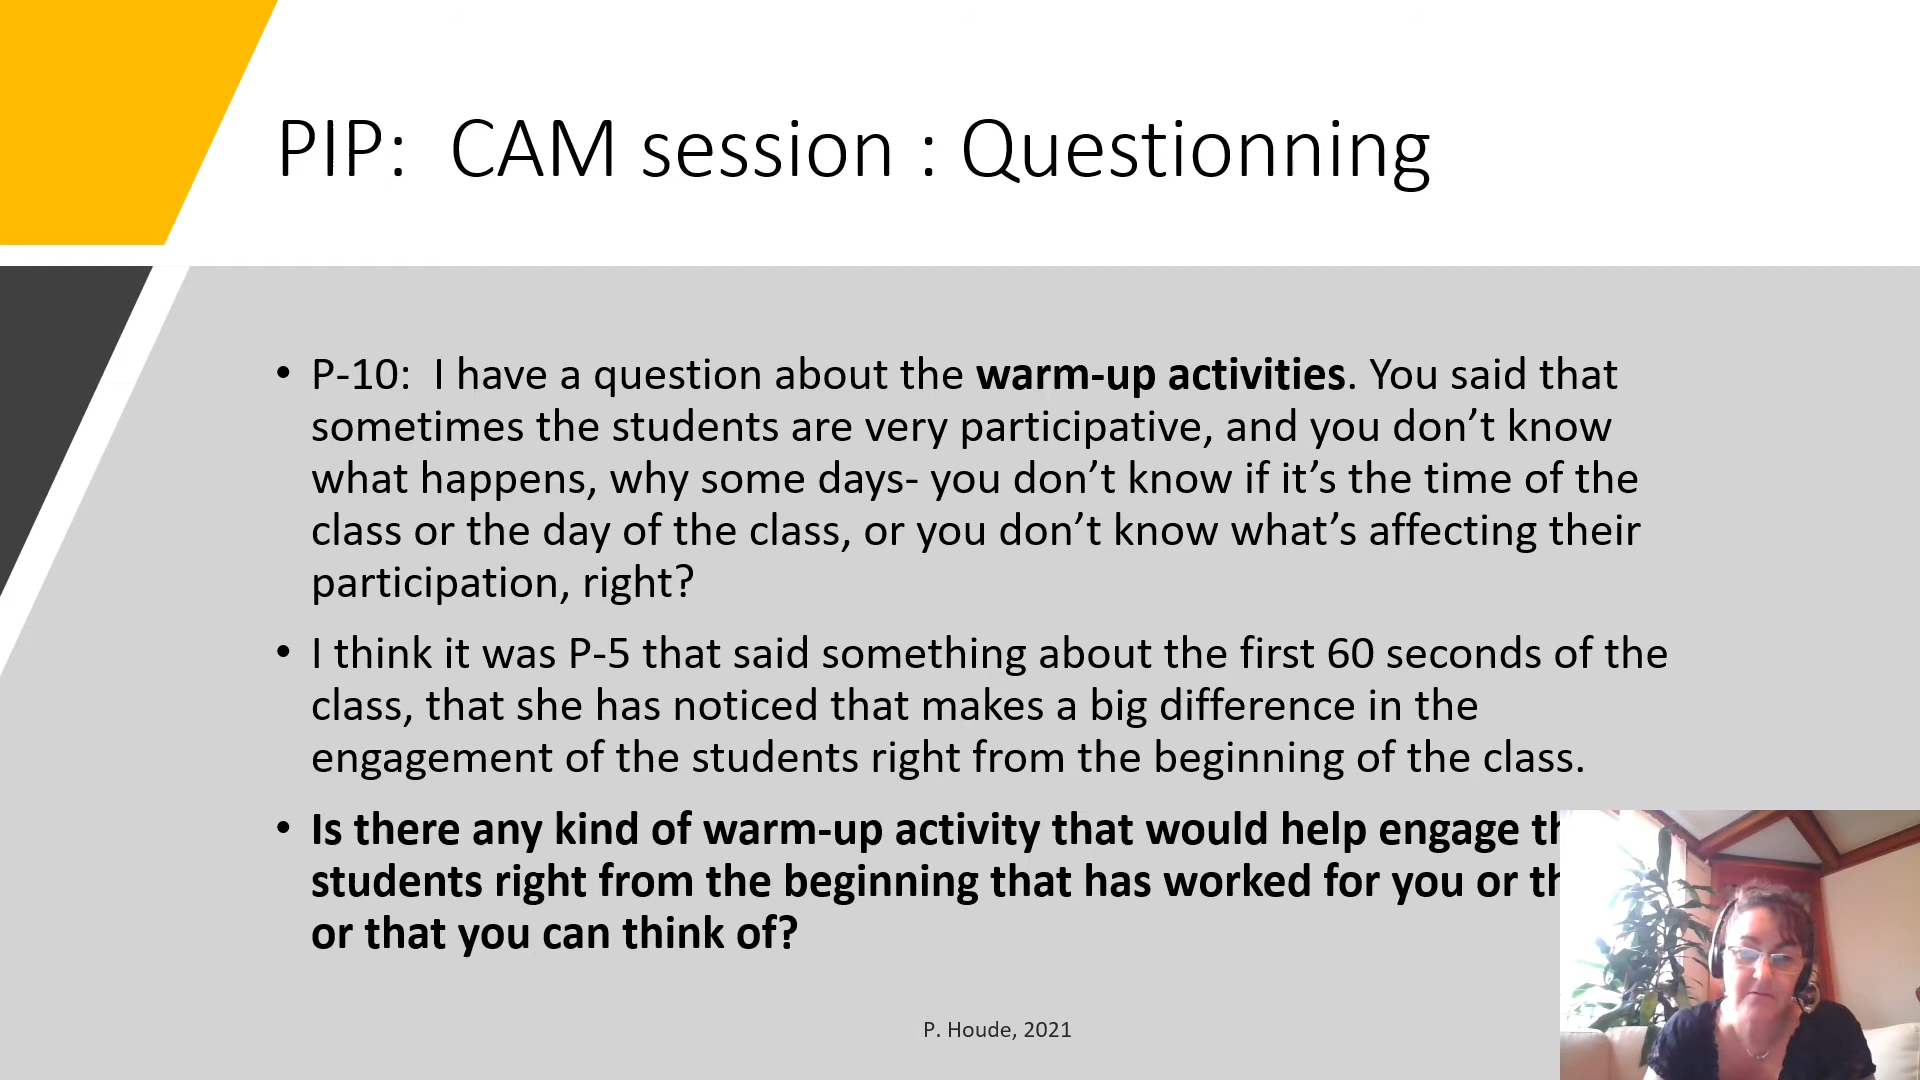 PIP: CAM session : Questionning
• P-10: I have a question about the warm-up activities. You said that
sometimes the students are very participative, and you don’t know
what happens, why some days- you don’t know if it’s the time of the
class or the day of the class, or you don’t know what’s affecting their
participation, right?
• I think it was P-5 that said something about the first 60 seconds of the
class, that she has noticed that makes a big difference in the
engagement of the students right from the beginning of the class.
• Is there any kind of warm-up activity that would help engage
students right from the beginning that has worked for you or
or that you can think of?
P. Houde, 2021